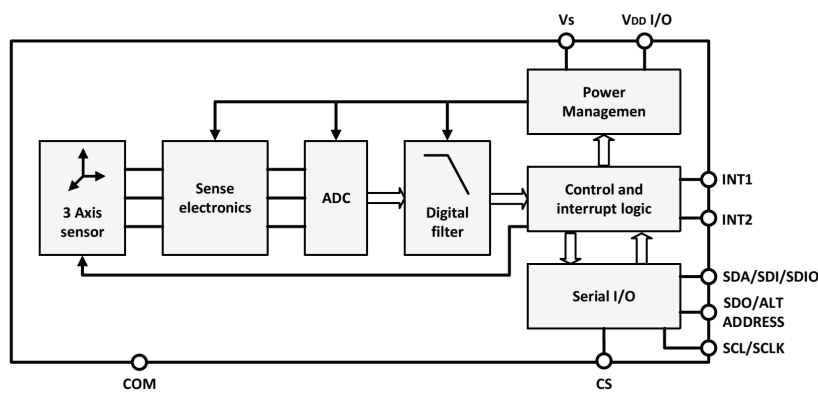 Vs
VDD I/O
Power
Managemen
3 Axis
sensor
Sense
electronics
ADC
Digital
filter
Control and
interrupt logic
INT1
INT2
Serial I/O
SDA/SDI/SDIO
SDO/ALT
ADDRESS
SCL/SCLK
COM
CS